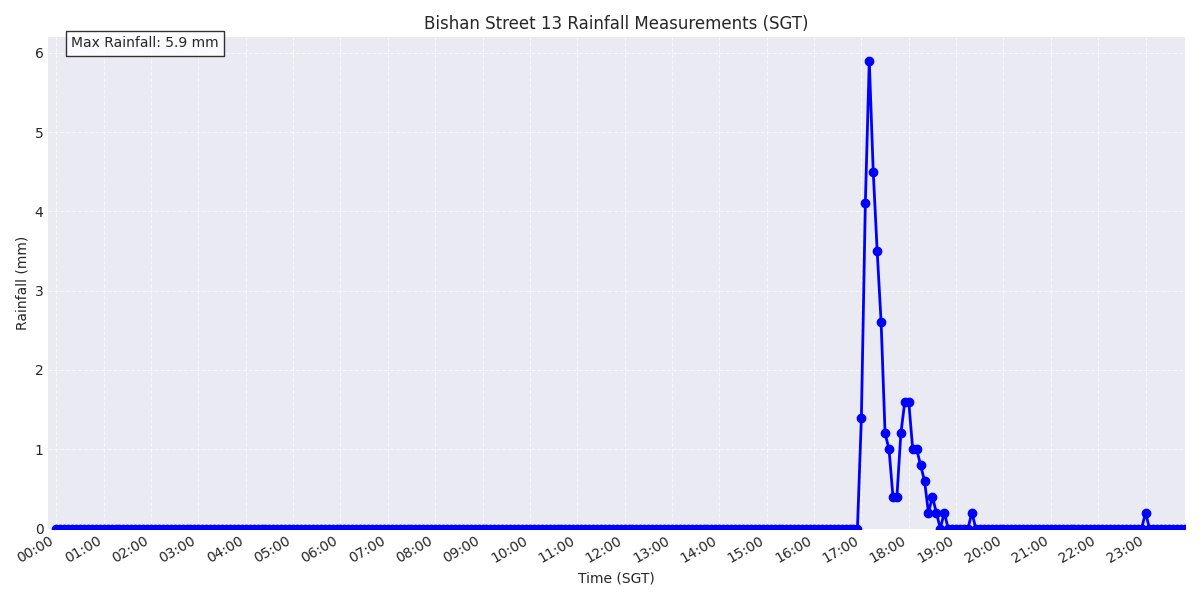 Bishan Street 13 Rainfall Measurements (SGT)
Max Rainfall: 5.9 mm
Rainfall (mm)
6
5
4
3
2
1
0
00:00 01:00 02:00 03:00 04:00 05:00 06:00 07:00 08:00 09:00 10:00 11:00 12:00 13:00 14:00 15:00 16:00 17:00 18:00 19:00 20:00 21:00 22:00 23:00
Time (SGT)